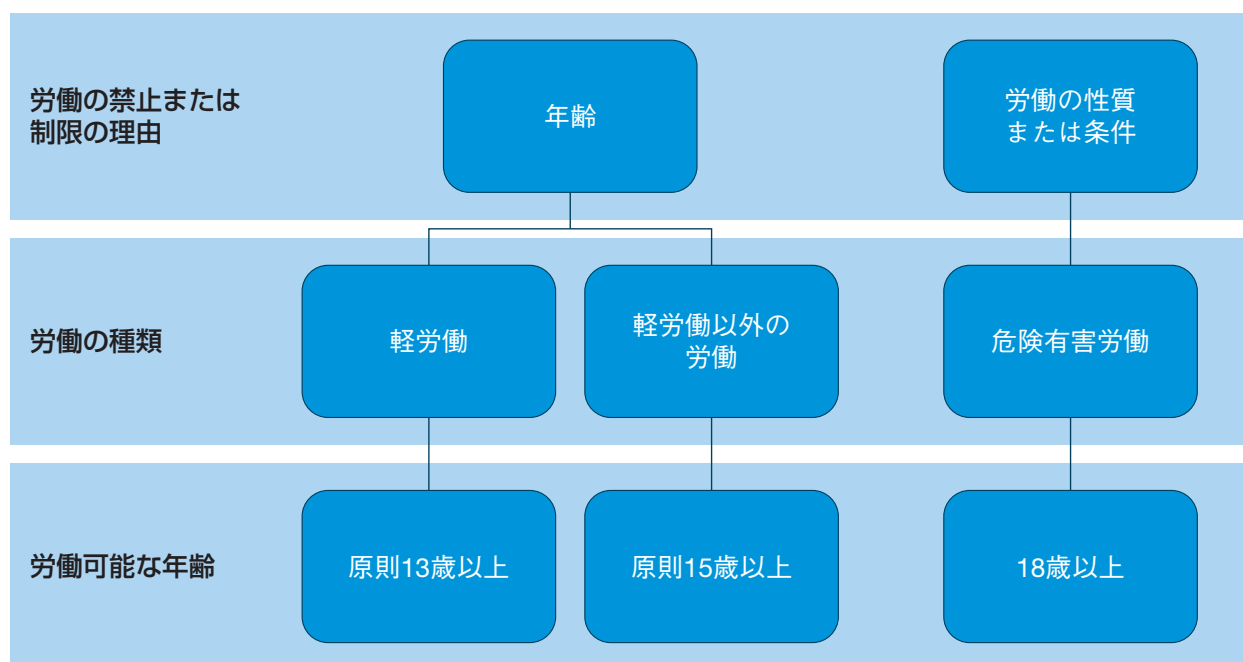 労働の禁止または
制限の理由
年齢
労働の性質
または条件
労働の種類
軽労働
軽労働以外の
労働
危険有害労働
労働可能な年齢
原則13歳以上
原則15歳以上
18歳以上